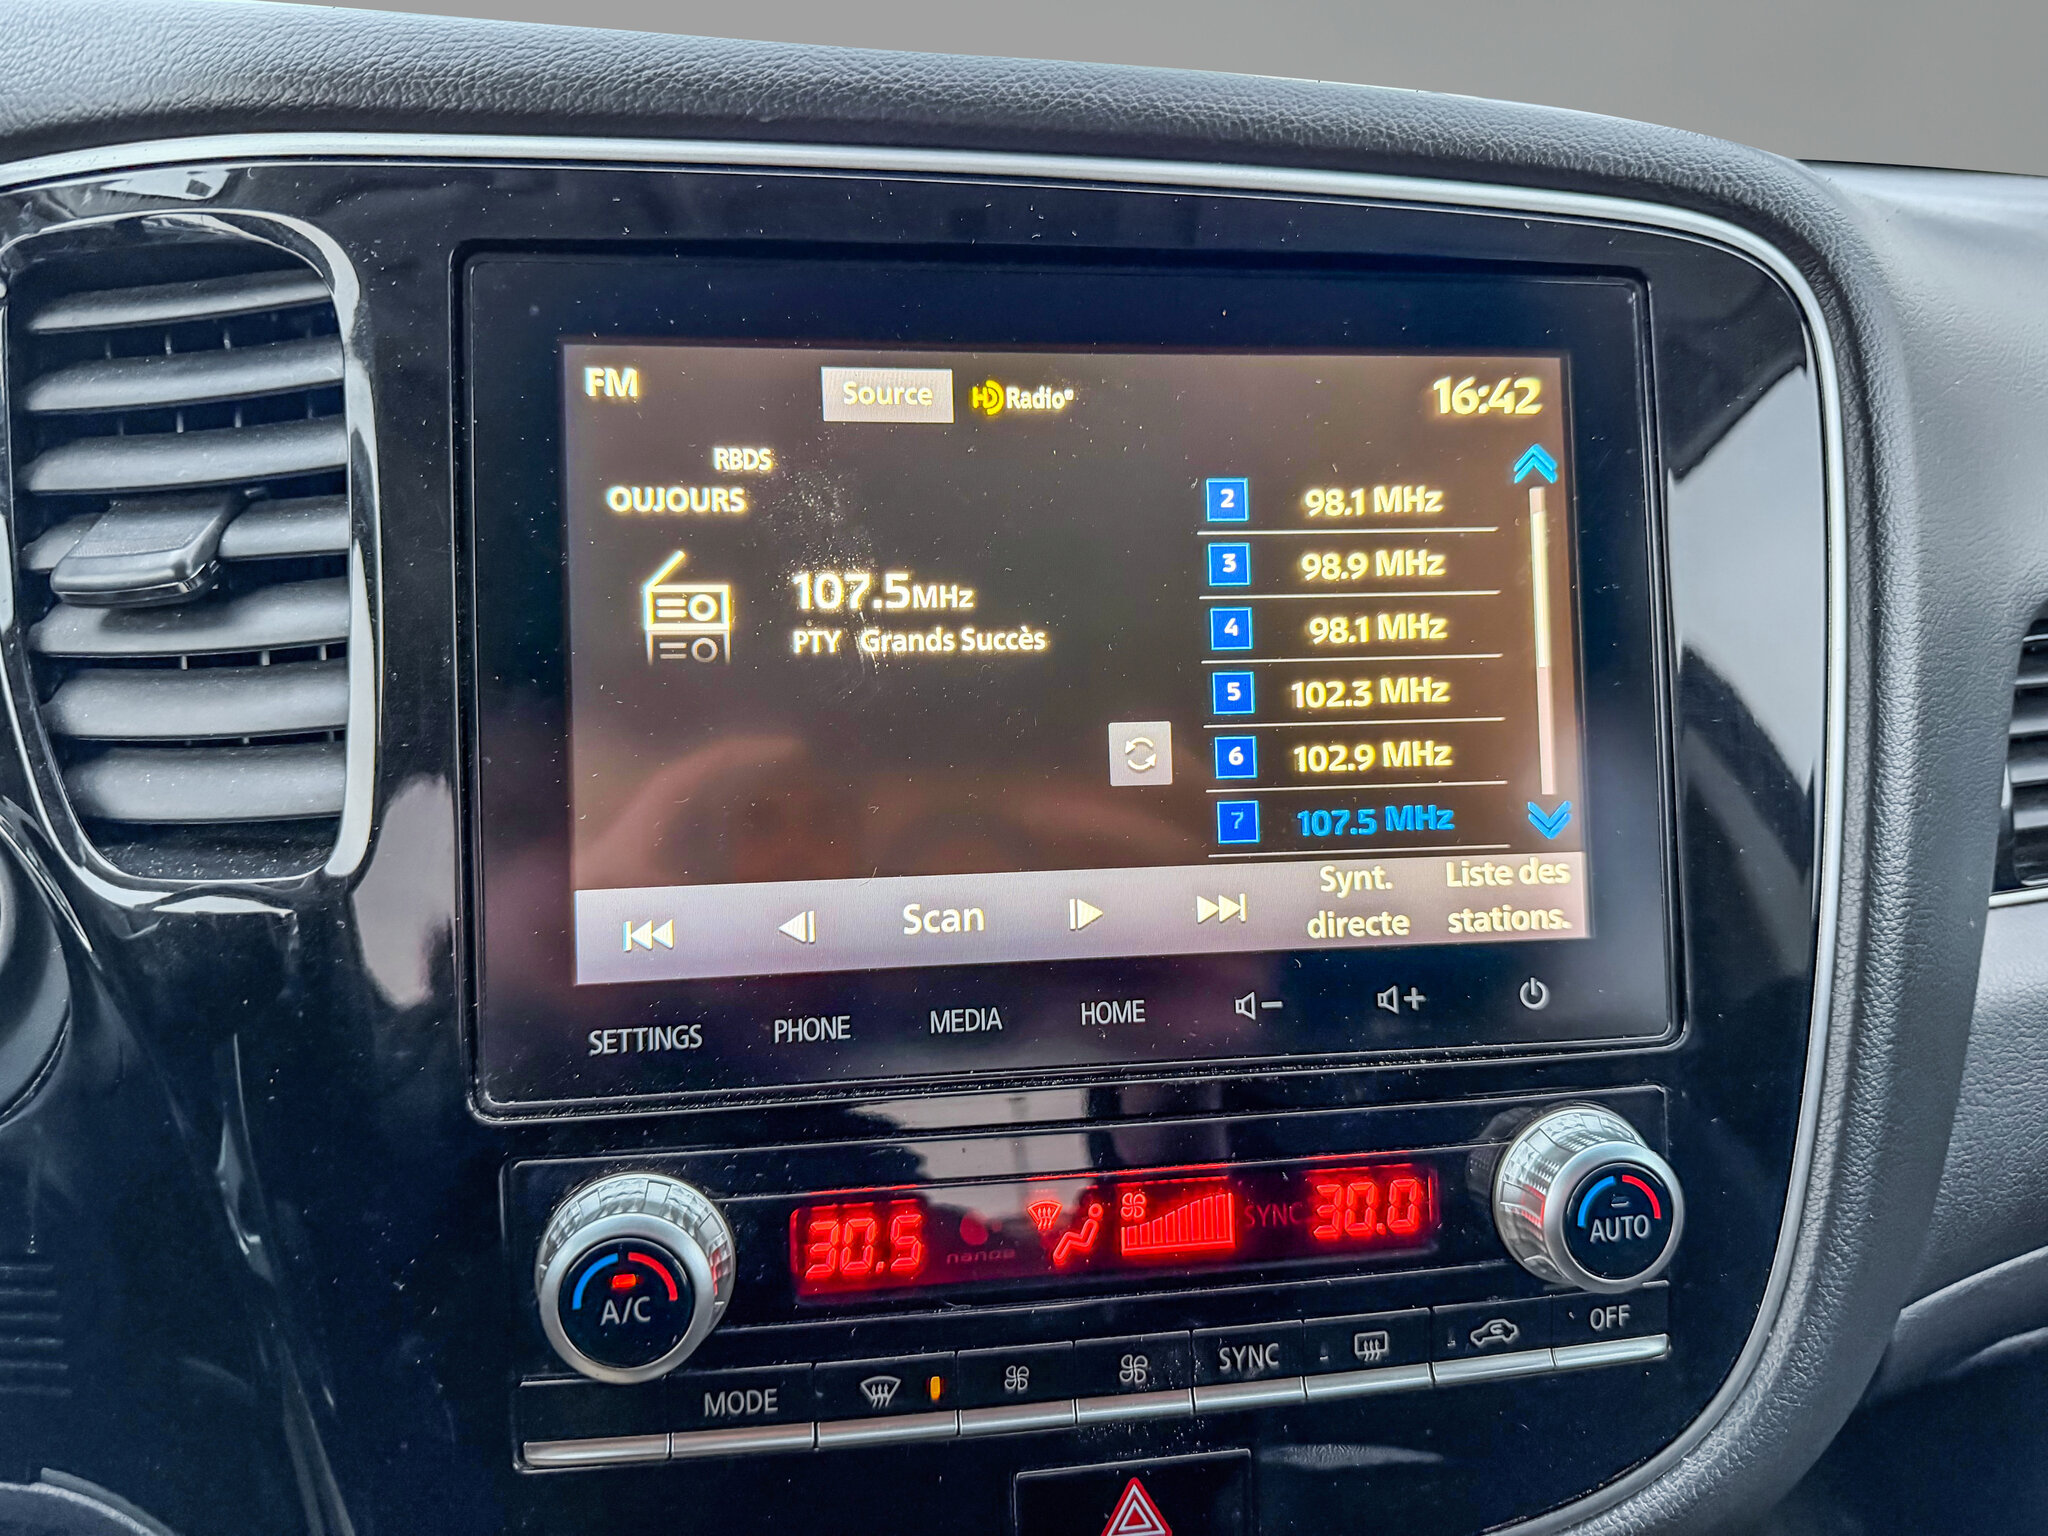 FM
Source
HD Radio
16:42
RBDS
OUJOURS
107.5MHz
PTY Grands Succès
2 98.1 MHz
3 98.9 MHz
4 98.1 MHz
5 102.3 MHz
6 102.9 MHz
7 107.5 MHz
Scan
Synt.
directe
Liste des
stations.
SETTINGS
PHONE
MEDIA
HOME
30.5
nanoe
SYNC
30.0
A/C
AUTO
MODE
SYNC
OFF